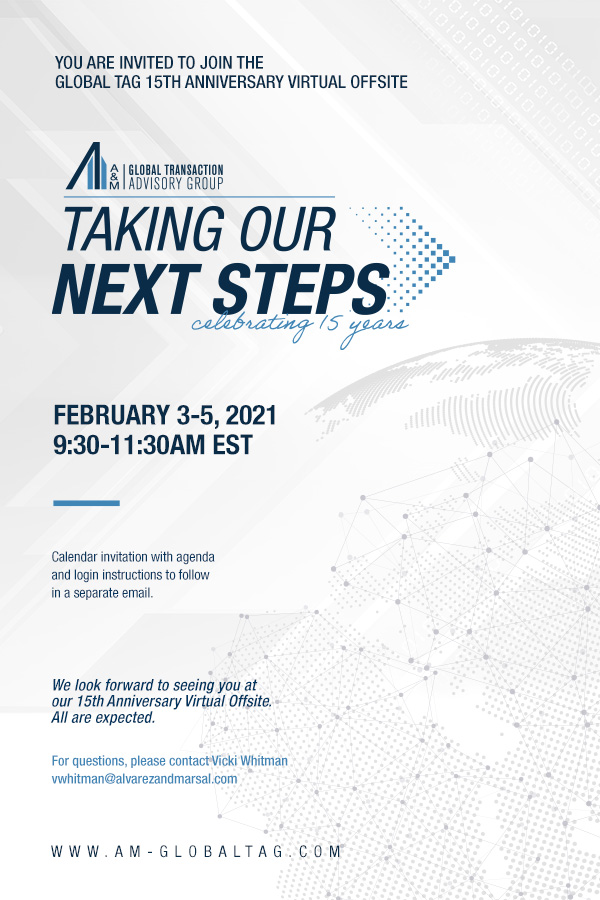 YOU ARE INVITED TO JOIN THE
GLOBAL TAG 15TH ANNIVERSARY VIRTUAL OFFSITE
A&M GLOBAL TRANSACTION
ADVISORY GROUP
TAKING OUR
NEXT STEPS
celebrating 15 years
FEBRUARY 3-5, 2021
9:30-11:30AM EST
Calendar invitation with agenda
and login instructions to follow
in a separate email.
We look forward to seeing you at
our 15th Anniversary Virtual Offsite.
All are expected.
For questions, please contact Vicki Whitman
vwhitman@alvarezandmarsal.com
WWW.AM-GLOBALTAG.COM